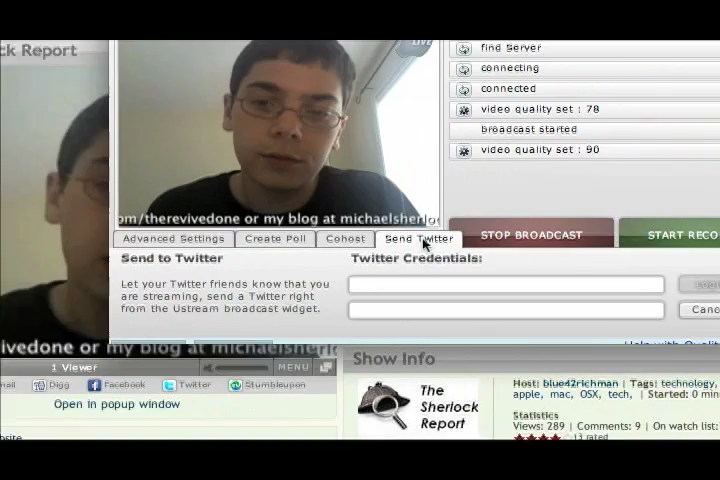 ck Report
LIVE
find Server
connecting
connected
video quality set : 78
broadcast started
video quality set : 90
om/therevivedone or my blog at michaelsherlo
STOP BROADCAST
START RECO
Advanced Settings
Create Poll
Cohost
Send Twitter
Send to Twitter
Twitter Credentials:
Let your Twitter friends know that you
are streaming, send a Twitter right
from the Ustream broadcast widget.
Login
Canc
vivedone or my blog at michaelsherl
1 Viewer
MENU
mail
Digg
Facebook
Twitter
Stumbleupon
Open in popup window
Show Info
The
Sherlock
Report
Host: blue42richman | Tags: technology,
apple, mac, OSX, tech, | Started: 0 min
Statistics
Views: 289 | Comments: 9 | On watch list:
(3 rated